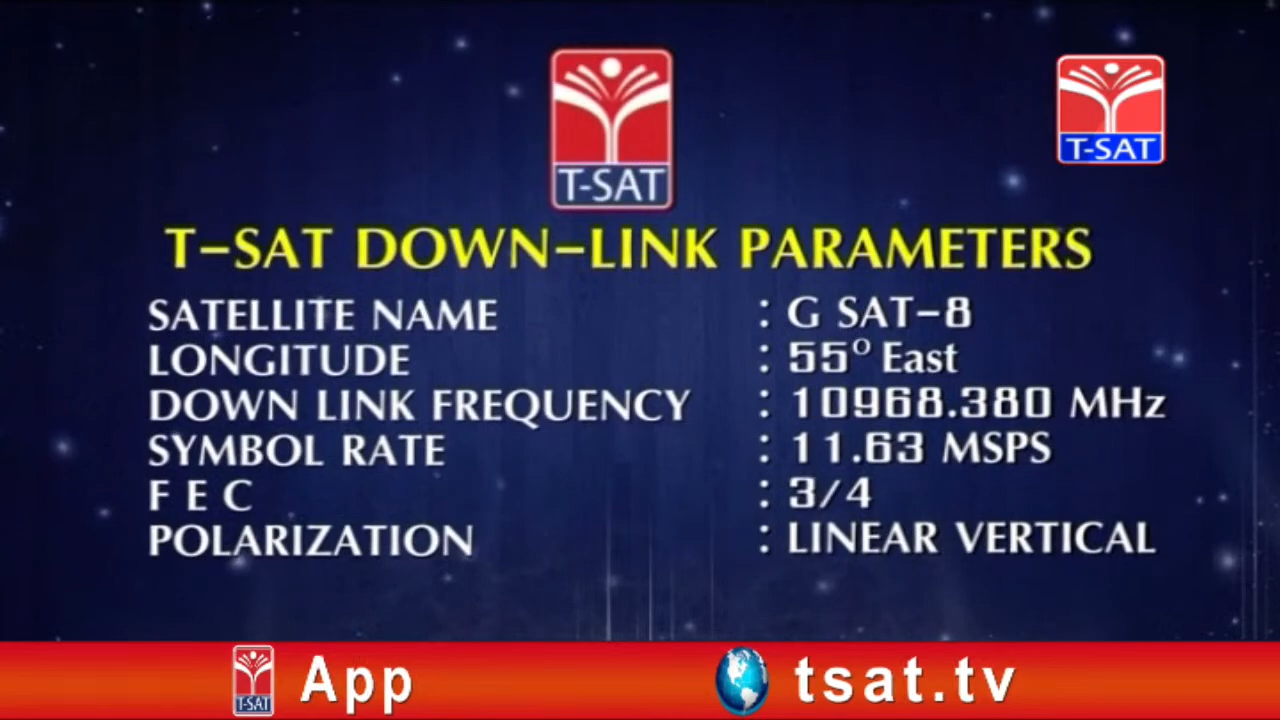 T-SAT
T-SAT
T-SAT DOWN-LINK PARAMETERS
SATELLITE NAME : G SAT-8
LONGITUDE : 55° East
DOWN LINK FREQUENCY : 10968.380 MHz
SYMBOL RATE : 11.63 MSPS
F E C : 3/4
POLARIZATION : LINEAR VERTICAL
T-SAT App tsat.tv